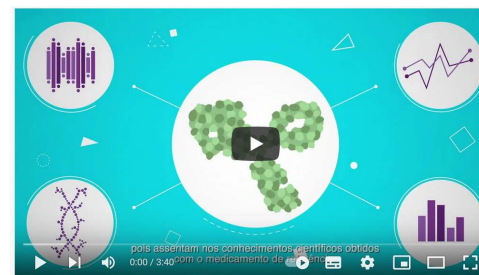 pois assentam nos conhecimentos científicos obtidos
com o medicamento de
0:00 / 3:40